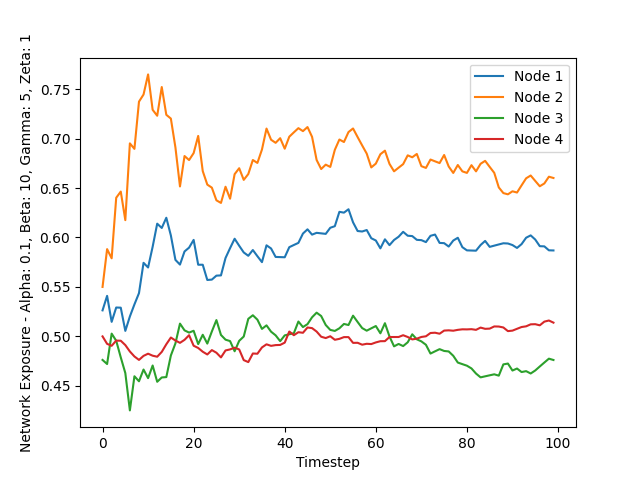 Network Exposure - Alpha: 0.1, Beta: 10, Gamma: 5, Zeta: 1
0.75
0.70
0.65
0.60
0.55
0.50
0.45
Node 1
Node 2
Node 3
Node 4
0 20 40 60 80 100
Timestep